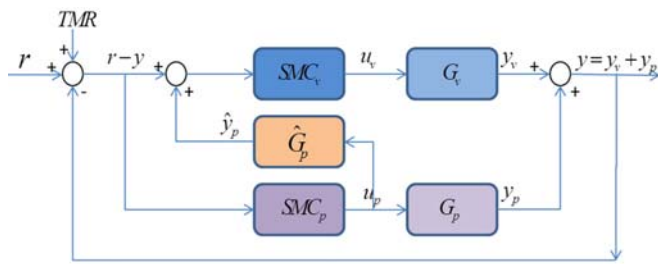 TMR
r
+
+
-
r-y
+
+
SMC_v
u_v
G_v
y_v
+
+
y=y_v+y_p
ŷ_p
Ĝ_p
SMC_p
u_p
G_p
y_p